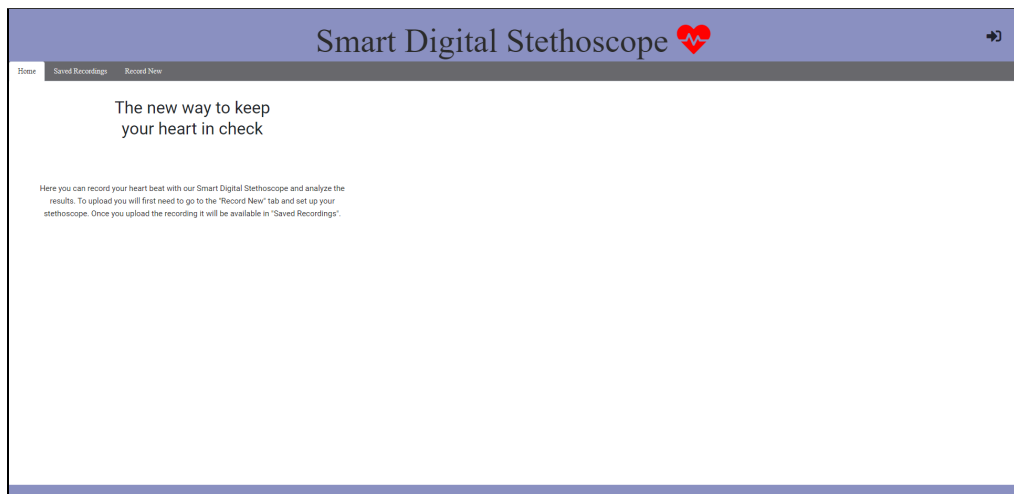 Smart Digital Stethoscope
Home Saved Recordings Record New
The new way to keep
your heart in check
Here you can record your heart beat with our Smart Digital Stethoscope and analyze the
results. To upload you will first need to go to the "Record New" tab and set up your
stethoscope. Once you upload the recording it will be available in "Saved Recordings".